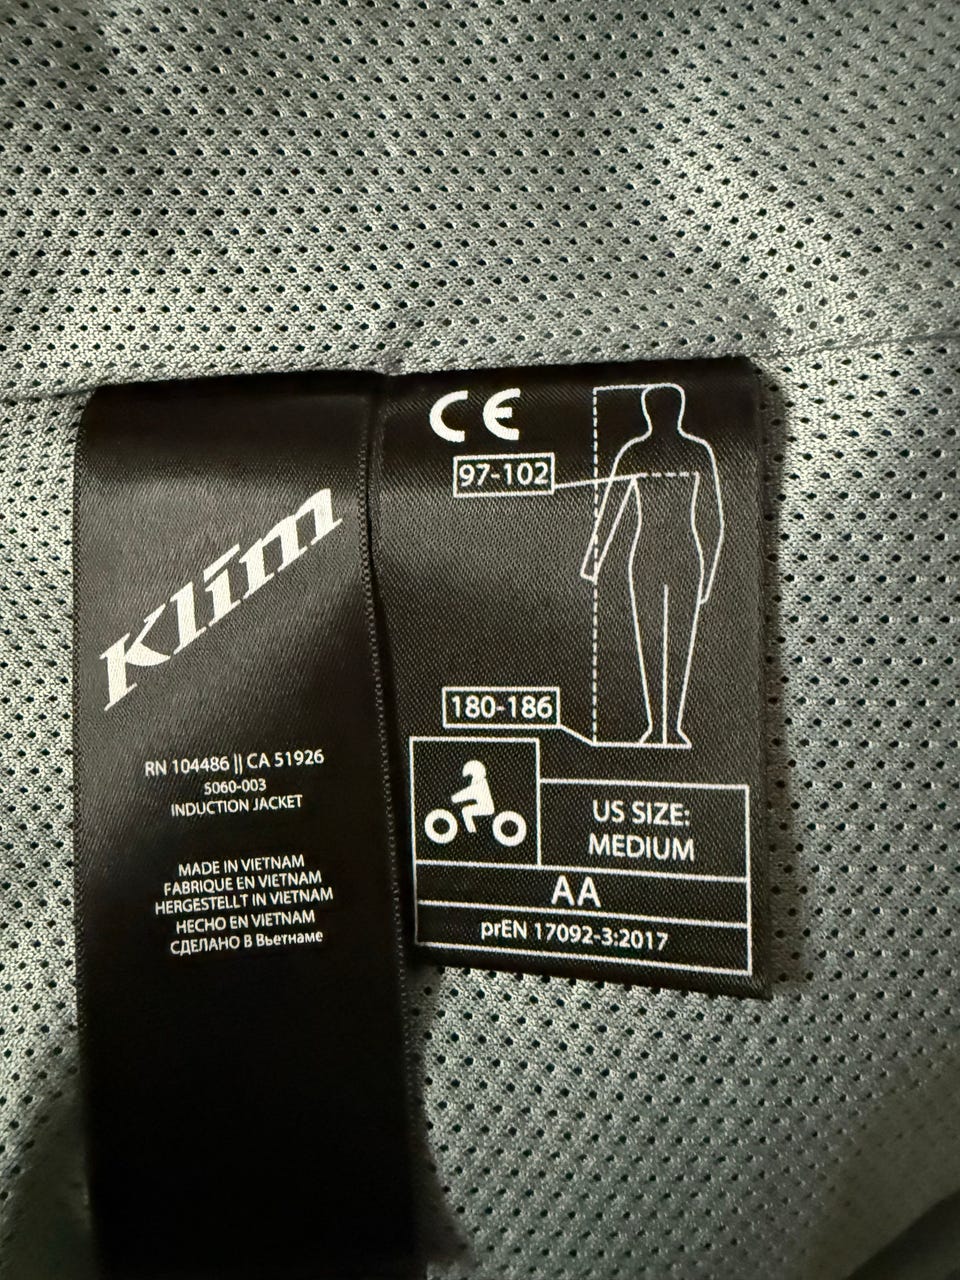 Klim
RN 104486 || CA 51926
5060-003
INDUCTION JACKET
MADE IN VIETNAM
FABRIQUE EN VIETNAM
HERGESTELLT IN VIETNAM
HECHO EN VIETNAM
СДЕЛАНО В Вьетнаме
CE
97-102
180-186
US SIZE:
MEDIUM
AA
prEN 17092-3:2017